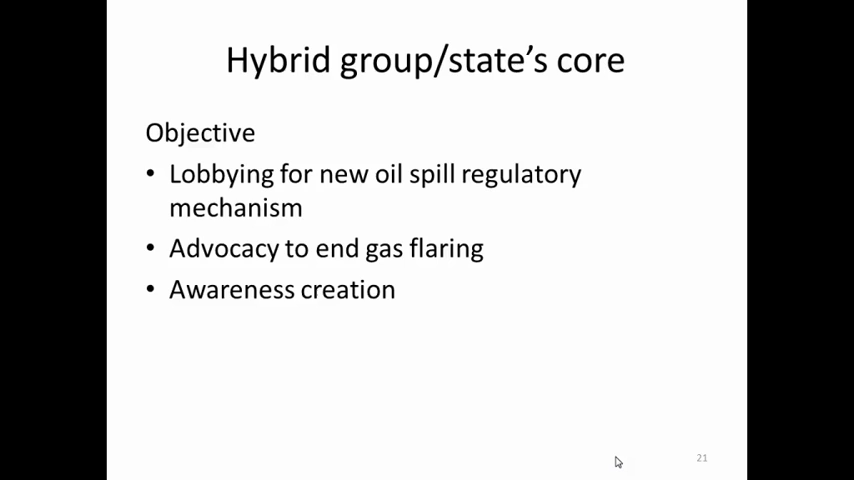 Hybrid group/state's core
Objective
• Lobbying for new oil spill regulatory
mechanism
• Advocacy to end gas flaring
• Awareness creation
21